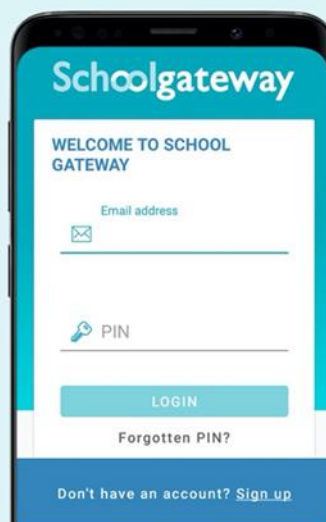 Schoolgateway
WELCOME TO SCHOOL
GATEWAY
Email address
PIN
LOGIN
Forgotten PIN?
Don't have an account? Sign up